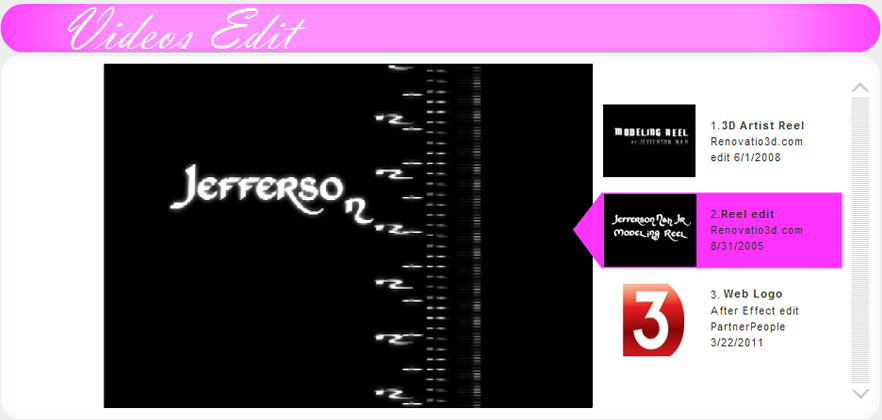 Videos Edit
Jefferson
MODELING REEL
BY JEFFERSON NAH
1.3D Artist Reel
Renovatio3d.com
edit 6/1/2008
Jefferson Nah Jr
Modeling Reel
2.Reel edit
Renovatio3d.com
8/31/2005
3
3. Web Logo
After Effect edit
PartnerPeople
3/22/2011